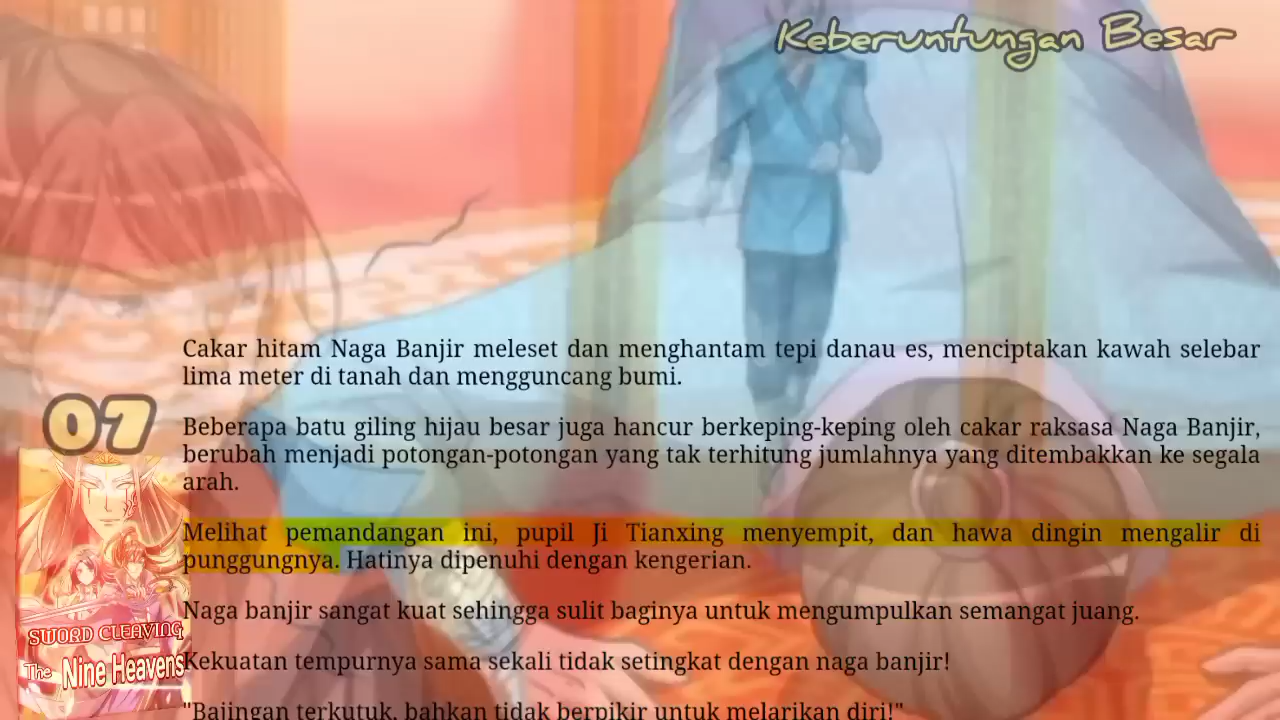 Keberuntungan Besar
Cakar hitam Naga Banjir meleset dan menghantam tepi danau es, menciptakan kawah selebar
lima meter di tanah dan mengguncang bumi.
07
Beberapa batu giling hijau besar juga hancur berkeping-keping oleh cakar raksasa Naga Banjir,
berubah menjadi potongan-potongan yang tak terhitung jumlahnya yang ditembakkan ke segala
arah.
Melihat pemandangan ini, pupil Ji Tianxing menyempit, dan hawa dingin mengalir di
punggungnya. Hatinya dipenuhi dengan kengerian.
Naga banjir sangat kuat sehingga sulit baginya untuk mengumpulkan semangat juang.
SWORD CLEAVING
The Nine Heavens
Kekuatan tempurnya sama sekali tidak setingkat dengan naga banjir!
"Bajingan terkutuk, bahkan tidak berpikir untuk melarikan diri!"